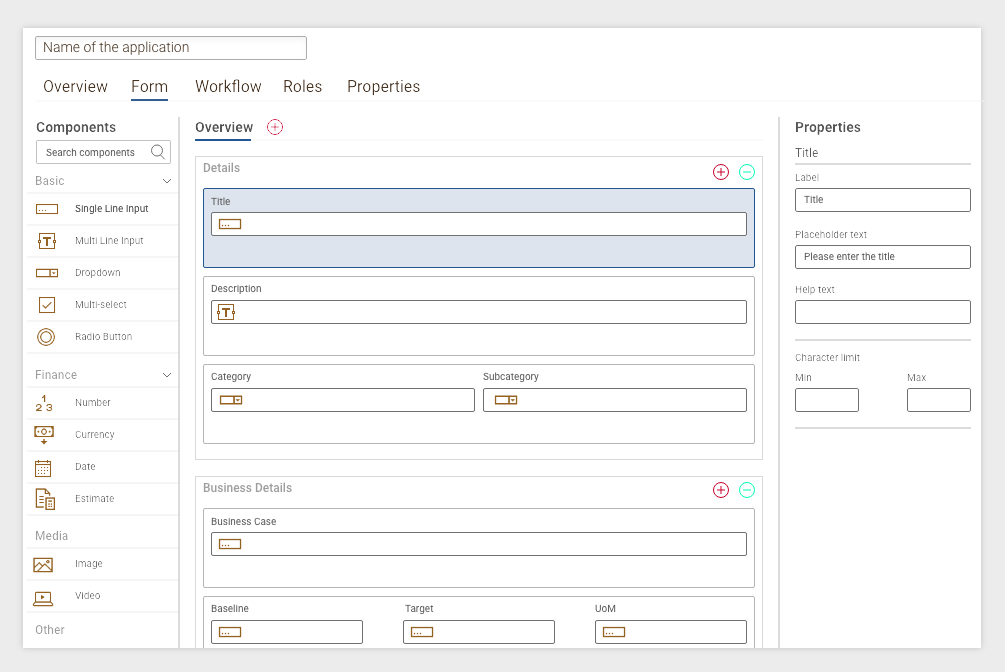 Name of the application
Overview Form Workflow Roles Properties
Components
Search components
Basic
Single Line Input
Multi Line Input
Dropdown
Multi-select
Radio Button
Finance
1
2 3
Number
Currency
Date
Estimate
Media
Image
Video
Other
Overview
Details
Title
...
Description
T
Category Subcategory
Business Details
Business Case
...
Baseline Target UoM
... ... ...
Properties
Title
Label
Title
Placeholder text
Please enter the title
Help text
Character limit
Min Max